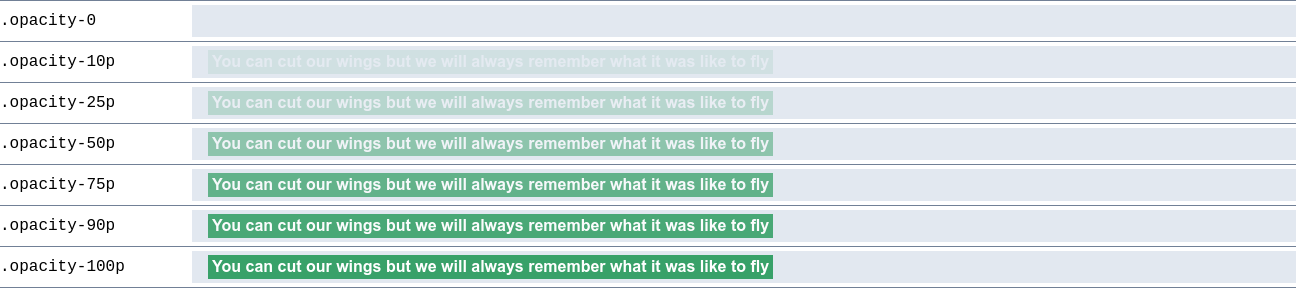 .opacity-0
.opacity-10p You can cut our wings but we will always remember what it was like to fly
.opacity-25p You can cut our wings but we will always remember what it was like to fly
.opacity-50p You can cut our wings but we will always remember what it was like to fly
.opacity-75p You can cut our wings but we will always remember what it was like to fly
.opacity-90p You can cut our wings but we will always remember what it was like to fly
.opacity-100p You can cut our wings but we will always remember what it was like to fly